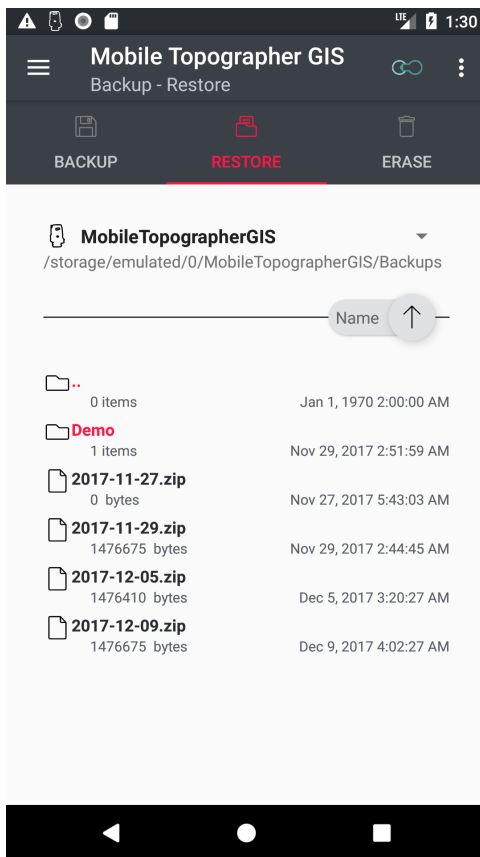 LTE 1:30
Mobile Topographer GIS
Backup - Restore
BACKUP RESTORE ERASE
MobileTopographerGIS
/storage/emulated/0/MobileTopographerGIS/Backups
Name
..
0 items Jan 1, 1970 2:00:00 AM
Demo
1 items Nov 29, 2017 2:51:59 AM
2017-11-27.zip
0 bytes Nov 27, 2017 5:43:03 AM
2017-11-29.zip
1476675 bytes Nov 29, 2017 2:44:45 AM
2017-12-05.zip
1476410 bytes Dec 5, 2017 3:20:27 AM
2017-12-09.zip
1476675 bytes Dec 9, 2017 4:02:27 AM